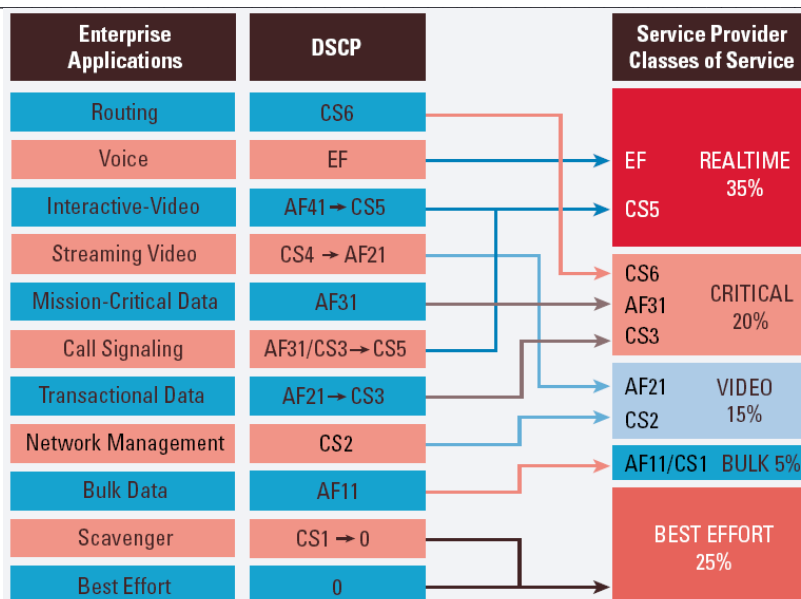 Enterprise
Applications
DSCP
Service Provider
Classes of Service
Routing
CS6
Voice
EF
Interactive-Video
AF41 → CS5
Streaming Video
CS4 → AF21
Mission-Critical Data
AF31
Call Signaling
AF31/CS3 → CS5
Transactional Data
AF21 → CS3
Network Management
CS2
Bulk Data
AF11
Scavenger
CS1 → 0
Best Effort
0
EF
REALTIME
35%
CS5
CS6
AF31
CRITICAL
20%
CS3
AF21
VIDEO
15%
CS2
AF11/CS1 BULK 5%
BEST EFFORT
25%